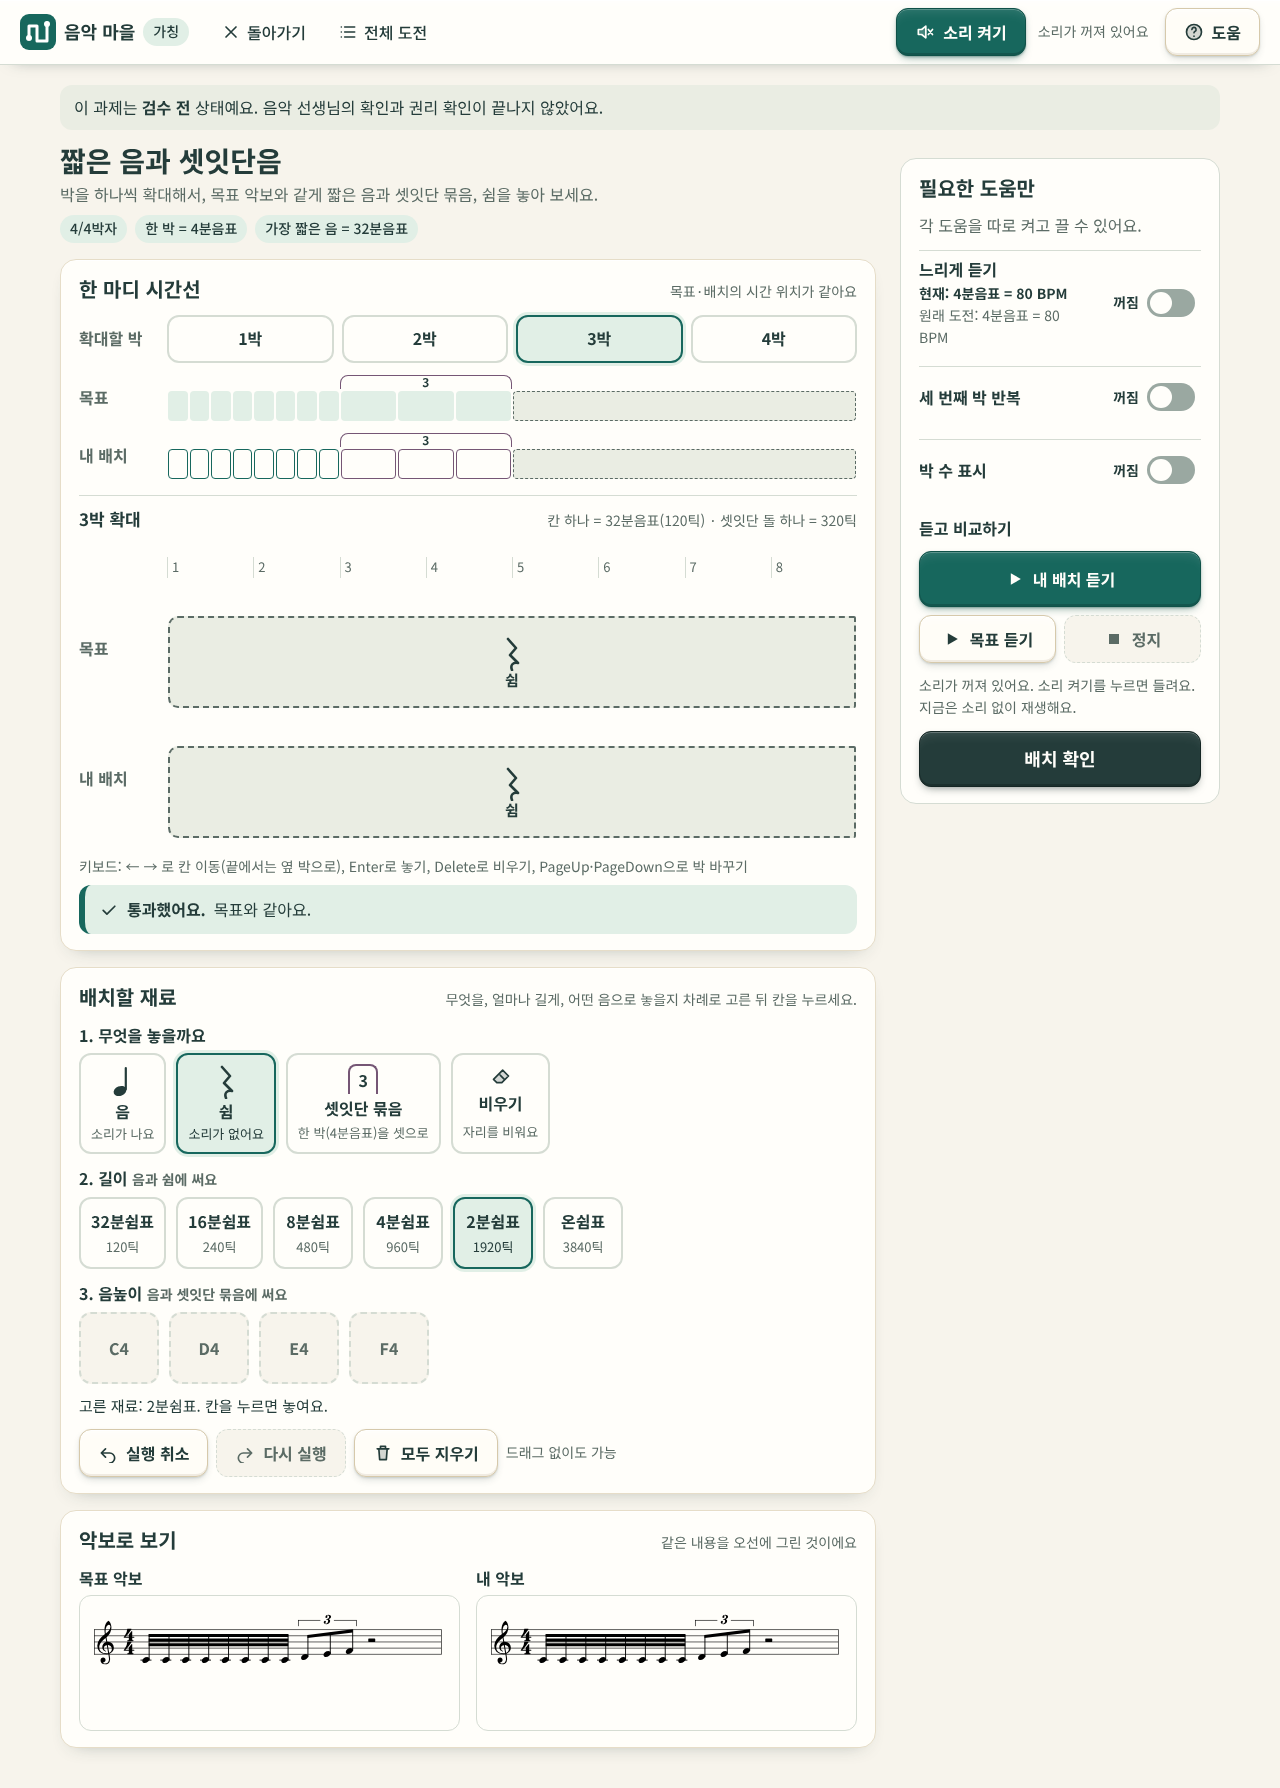 음악 마을 가칭 돌아가기 전체 도전 소리 켜기 소리가 꺼져 있어요 도움
이 과제는 검수 전 상태예요. 음악 선생님의 확인과 권리 확인이 끝나지 않았어요.
짧은 음과 셋잇단음
박을 하나씩 확대해서, 목표 악보와 같게 짧은 음과 셋잇단 묶음, 쉼을 놓아 보세요.
4/4박자 한 박 = 4분음표 가장 짧은 음 = 32분음표
한 마디 시간선 목표·배치의 시간 위치가 같아요
확대할 박 1박 2박 3박 4박
목표 3
내 배치 3
3박 확대 칸 하나 = 32분음표(120틱) · 셋잇단 돌 하나 = 320틱
1 2 3 4 5 6 7 8
목표 쉼
내 배치 쉼
키보드: ← → 로 칸 이동(끝에서는 옆 박으로), Enter로 놓기, Delete로 비우기, PageUp·PageDown으로 박 바꾸기
통과했어요. 목표와 같아요.
배치할 재료 무엇을, 얼마나 길게, 어떤 음으로 놓을지 차례로 고른 뒤 칸을 누르세요.
1. 무엇을 놓을까요
음 쉼 3 셋잇단 묶음 비우기
소리가 나요 소리가 없어요 한 박(4분음표)을 셋으로 자리를 비워요
2. 길이 음과 쉼에 써요
32분쉼표 16분쉼표 8분쉼표 4분쉼표 2분쉼표 온쉼표
120틱 240틱 480틱 960틱 1920틱 3840틱
3. 음높이 음과 셋잇단 묶음에 써요
C4 D4 E4 F4
고른 재료: 2분쉼표. 칸을 누르면 놓여요.
실행 취소 다시 실행 모두 지우기 드래그 없이도 가능
악보로 보기 같은 내용을 오선에 그린 것이에요
목표 악보 내 악보
3 3
4 4
4 4
필요한 도움만
각 도움을 따로 켜고 끌 수 있어요.
느리게 듣기
현재: 4분음표 = 80 BPM 꺼짐
원래 도전: 4분음표 = 80
BPM
세 번째 박 반복 꺼짐
박 수 표시 꺼짐
듣고 비교하기
내 배치 듣기
목표 듣기 정지
소리가 꺼져 있어요. 소리 켜기를 누르면 들려요.
지금은 소리 없이 재생해요.
배치 확인